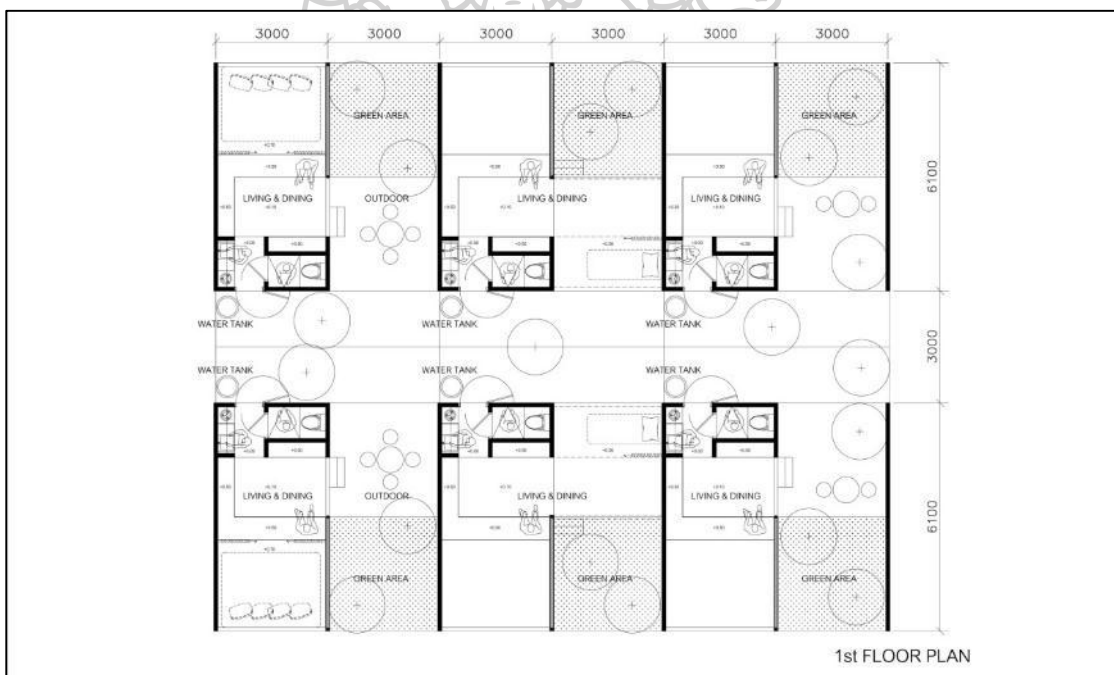 3000 3000 3000 3000 3000 3000
GREEN AREA GREEN AREA GREEN AREA
6100
LIVING & DINING OUTDOOR LIVING & DINING LIVING & DINING
WATER TANK WATER TANK WATER TANK
3000
WATER TANK WATER TANK WATER TANK
LIVING & DINING OUTDOOR LIVING & DINING LIVING & DINING
6100
GREEN AREA GREEN AREA GREEN AREA
1st FLOOR PLAN